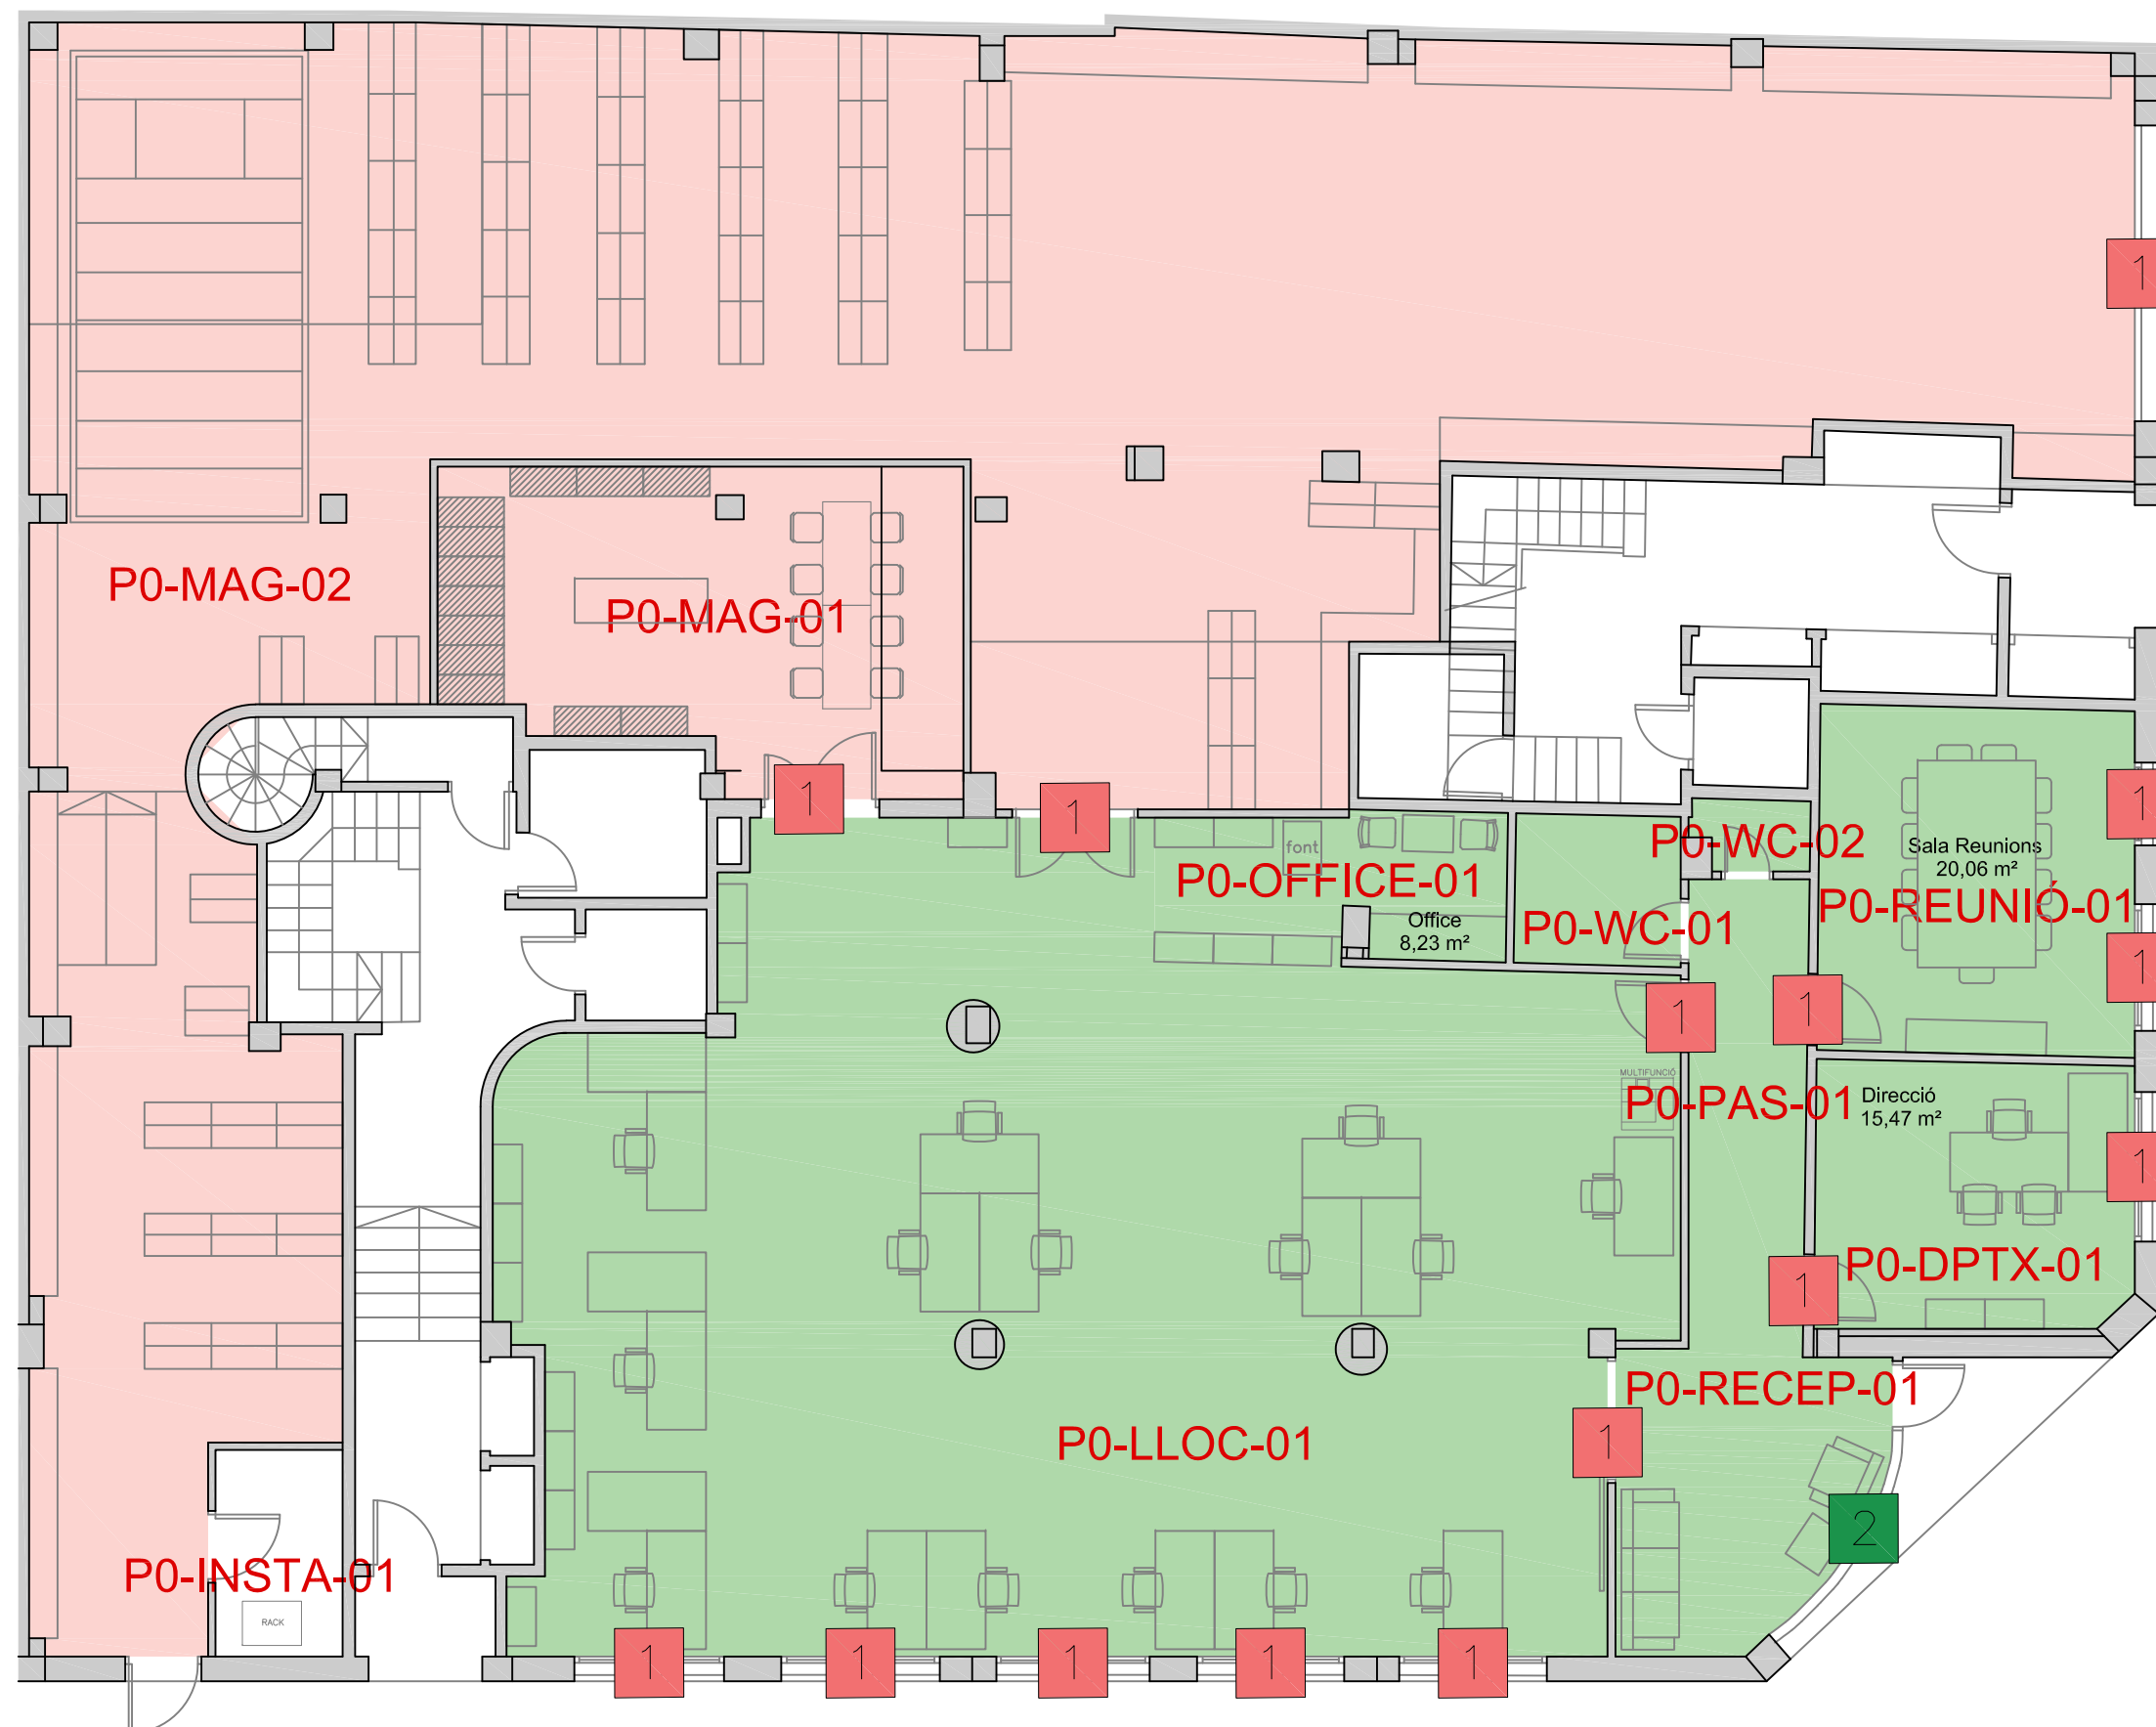 1
P0-MAG-02
P0-MAG-01
1
1
1
font
P0-WC-02
Sala Reunions
20,06 m²
P0-OFFICE-01
P0-REUNIÓ-01
Office
8,23 m²
P0-WC-01
1
1
1
MULTIFUNCIÓ
P0-PAS-01
Direcció
15,47 m²
1
P0-DPTX-01
1
P0-RECEP-01
P0-LLOC-01
1
2
P0-INSTA-01
RACK
1
1
1
1
1